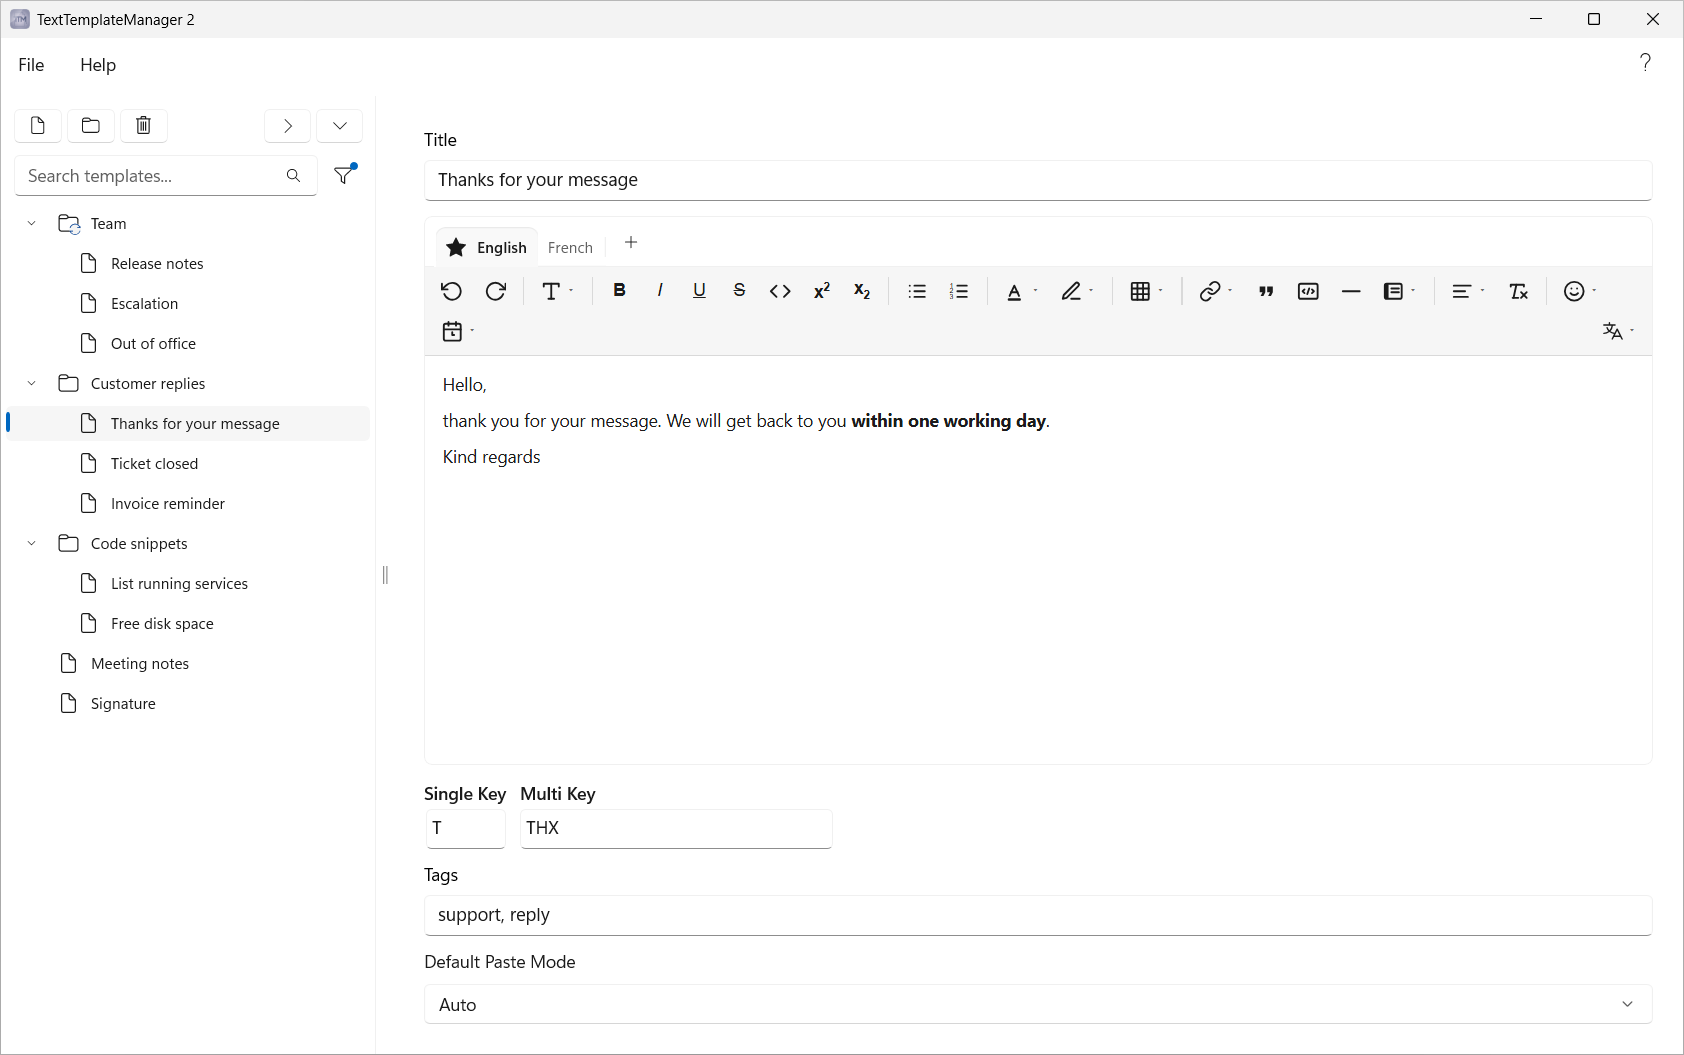 TextTemplateManager 2
File Help
Search templates...
Team
Release notes
Escalation
Out of office
Customer replies
Thanks for your message
Ticket closed
Invoice reminder
Code snippets
List running services
Free disk space
Meeting notes
Signature
Title
Thanks for your message
English French
Hello,
thank you for your message. We will get back to you within one working day.
Kind regards
Single Key Multi Key
T THX
Tags
support, reply
Default Paste Mode
Auto